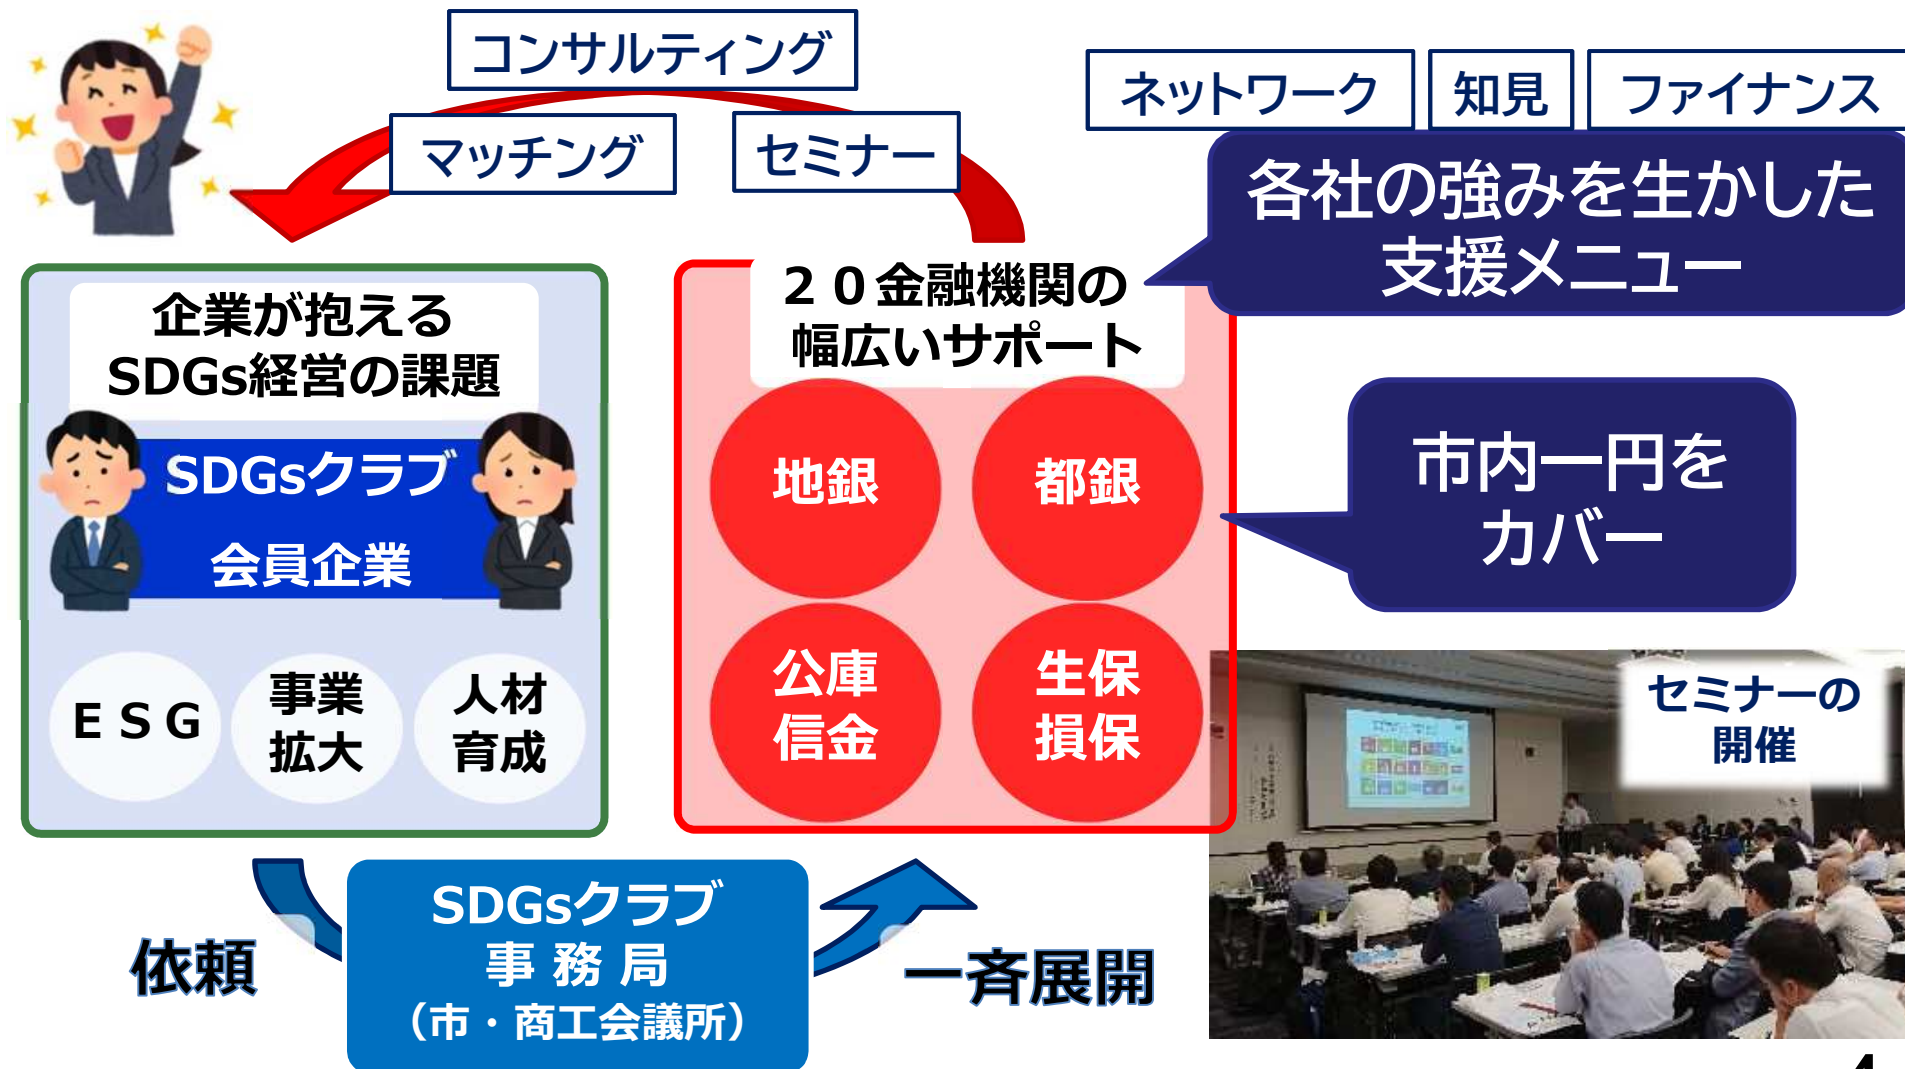 コンサルティング
マッチング
セミナー
ネットワーク
知見
ファイナンス
各社の強みを生かした
支援メニュー
企業が抱える
SDGs経営の課題
SDGsクラブ
会員企業
ESG
事業
拡大
人材
育成
20金融機関の
幅広いサポート
地銀
都銀
公庫
信金
生保
損保
市内一円を
カバー
セミナーの
開催
依頼
SDGsクラブ
事務局
（市・商工会議所）
一斉展開